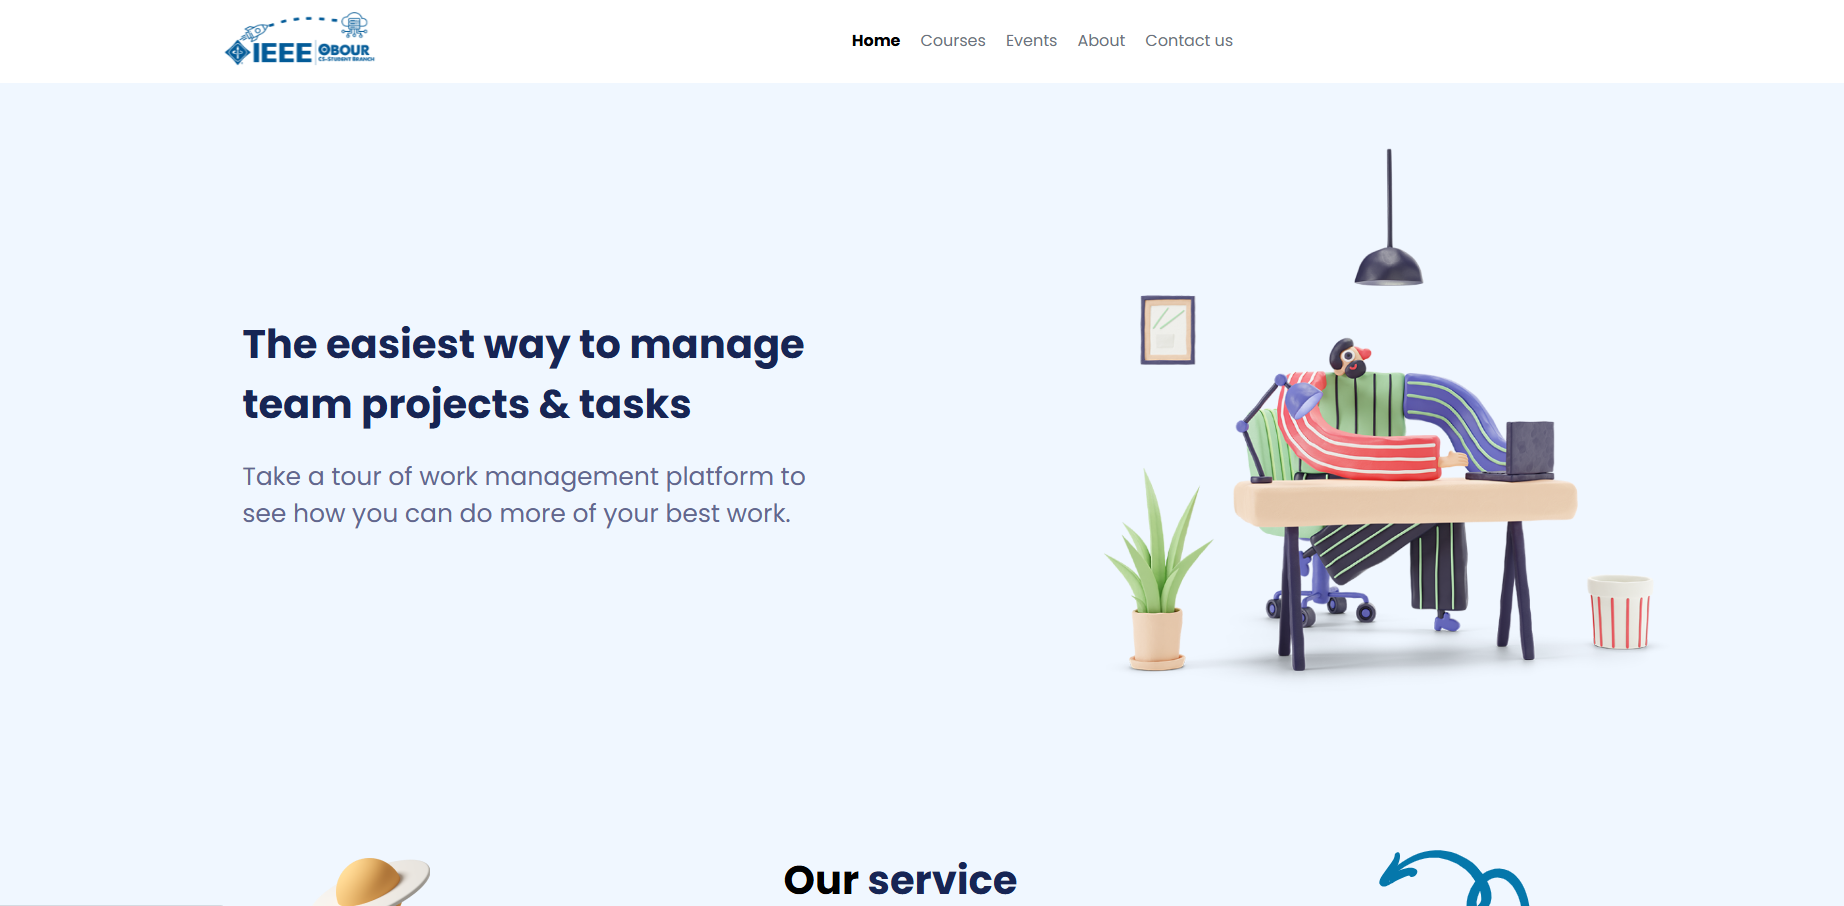 IEEE OBOUR
CS-STUDENT BRANCH
Home Courses Events About Contact us
The easiest way to manage
team projects & tasks
Take a tour of work management platform to
see how you can do more of your best work.
Our service